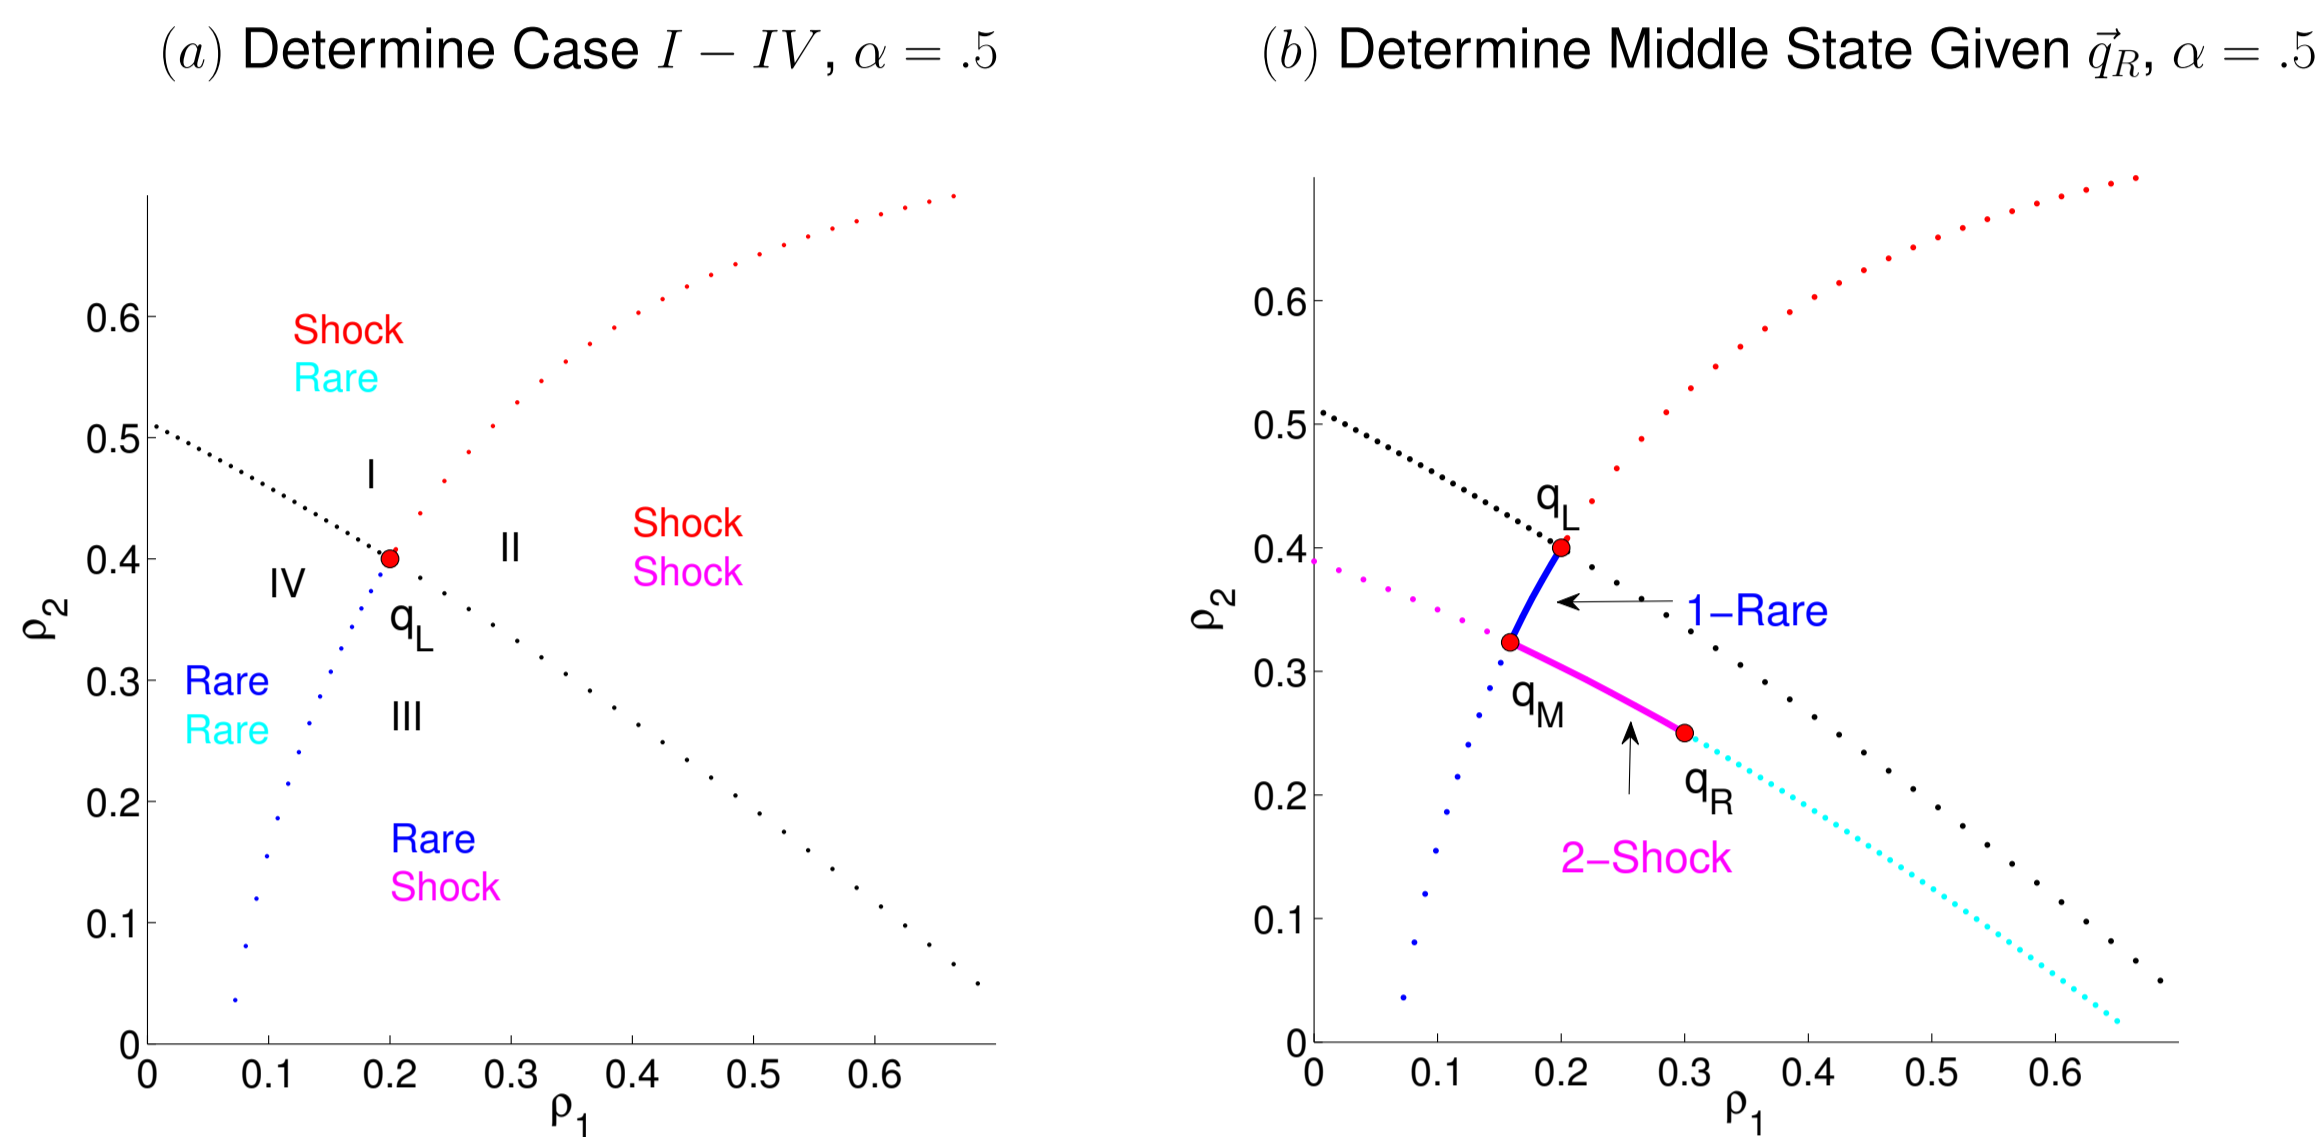 (a) Determine Case I − IV, α = .5
0.6
0.5
0.4
0.3
0.2
0.1
0
0 0.1 0.2 0.3 0.4 0.5 0.6
ρ2
ρ1
Shock
Rare
I
II
Shock
Shock
IV
qL
Rare
Rare
III
Rare
Shock
(b) Determine Middle State Given q⃗R, α = .5
0.6
0.5
0.4
0.3
0.2
0.1
0
0 0.1 0.2 0.3 0.4 0.5 0.6
ρ2
ρ1
qL
1−Rare
qM
qR
2−Shock